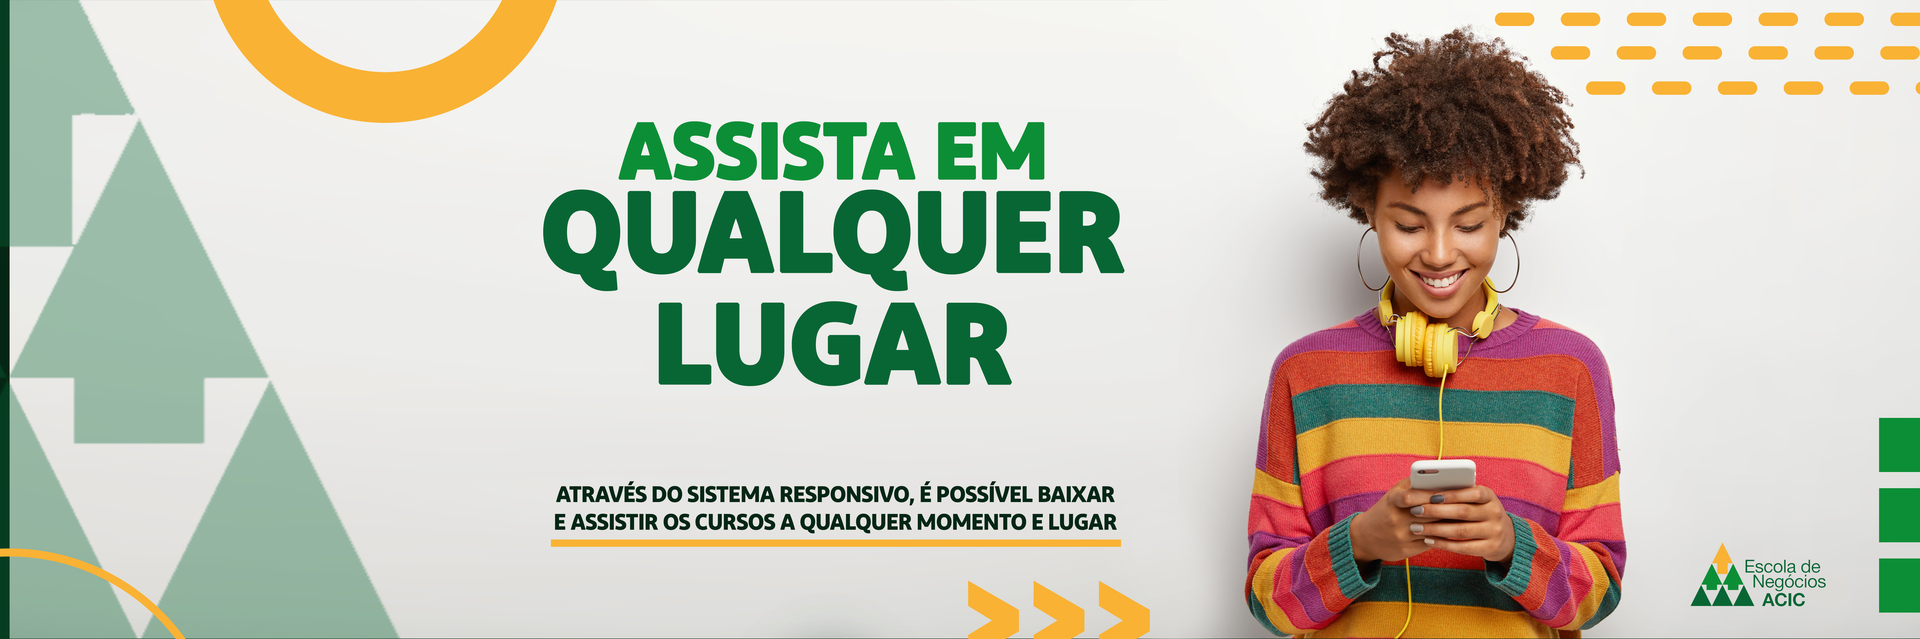 ASSISTA EM
QUALQUER
LUGAR
ATRAVÉS DO SISTEMA RESPONSIVO, É POSSÍVEL BAIXAR
E ASSISTIR OS CURSOS A QUALQUER MOMENTO E LUGAR
Escola de
Negócios
ACIC